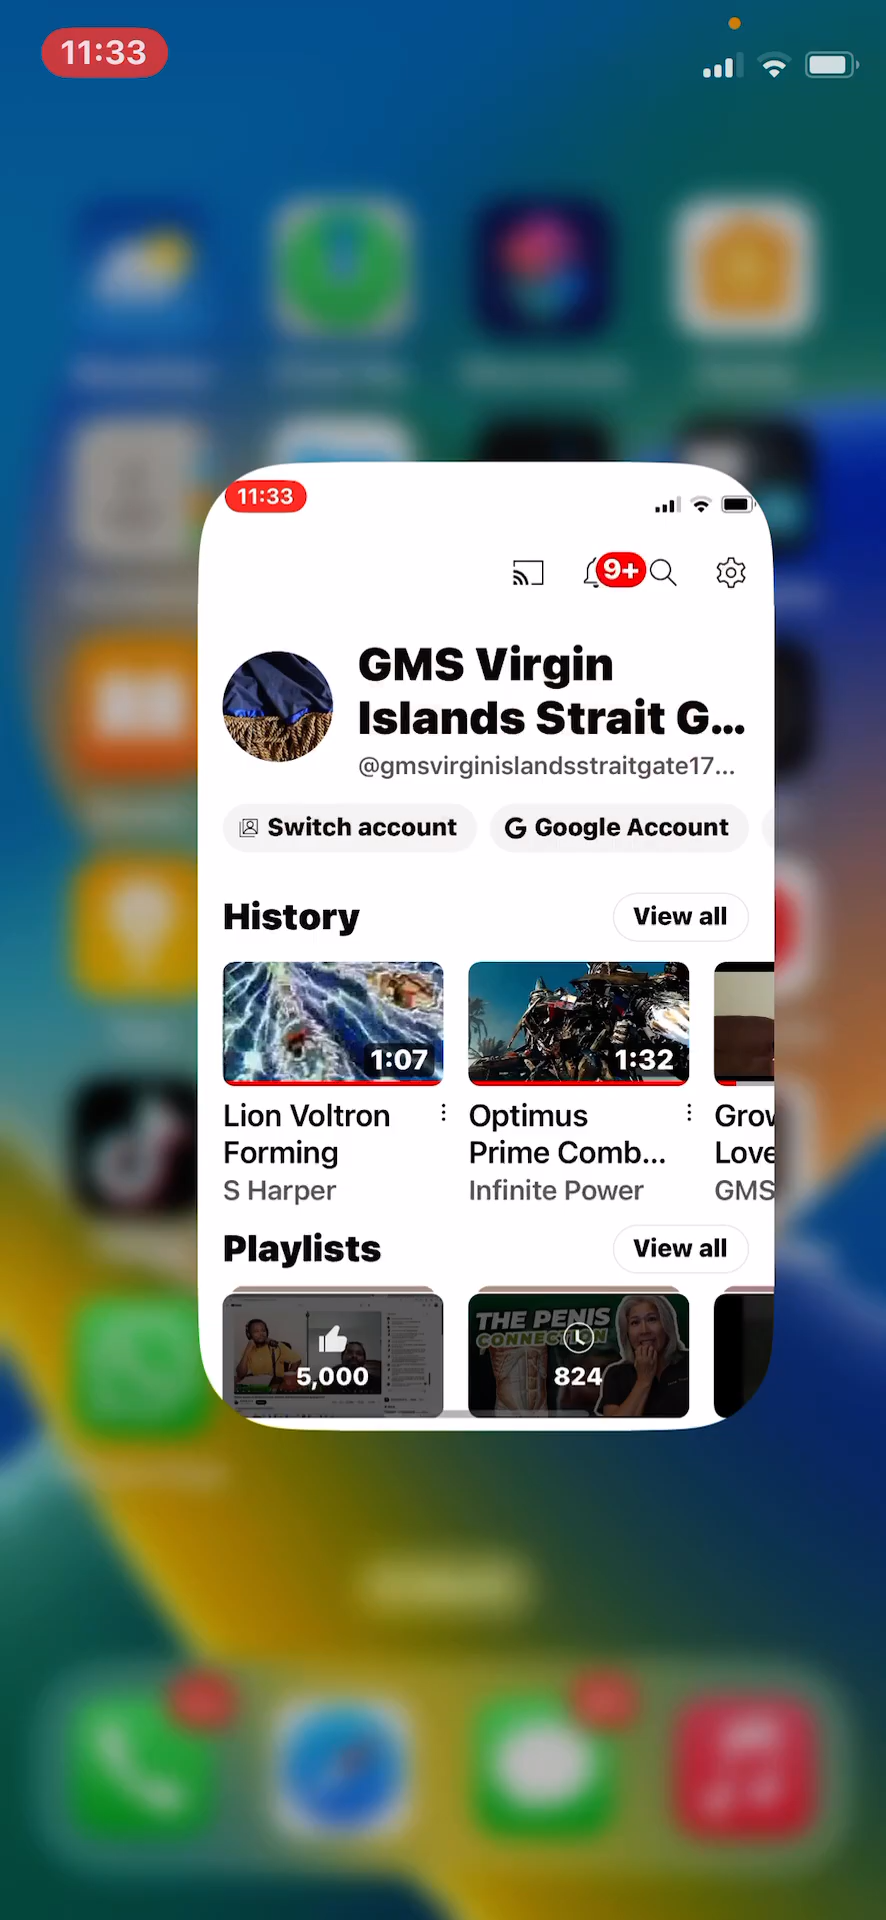 11:33
11:33
9+
GMS Virgin
Islands Strait G...
@gmsvirginislandsstraitgate17...
Switch account
Google Account
History
View all
1:07
1:32
Lion Voltron
Forming
S Harper
Optimus
Prime Comb...
Infinite Power
Grov
Love
GMS
Playlists
View all
5,000
THE PENIS
CONNECTION
824